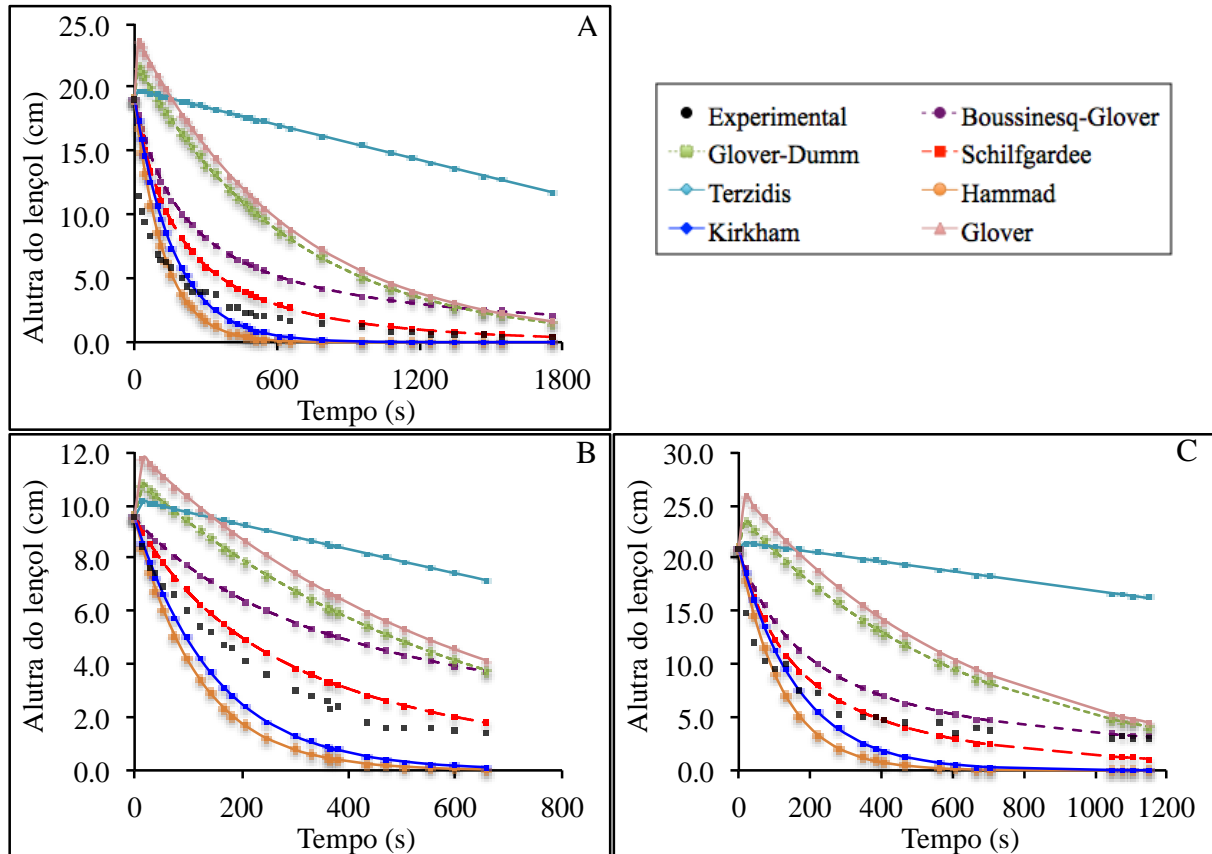 A
25.0
20.0
15.0
10.0
5.0
0.0
0 600 1200 1800
Alutra do lençol (cm)
Tempo (s)
Experimental Boussinesq-Glover
Glover-Dumm Schilfgardee
Terzidis Hammad
Kirkham Glover
B
12.0
10.0
8.0
6.0
4.0
2.0
0.0
0 200 400 600 800
Alutra do lençol (cm)
Tempo (s)
C
30.0
25.0
20.0
15.0
10.0
5.0
0.0
0 200 400 600 800 1000 1200
Alutra do lençol (cm)
Tempo (s)